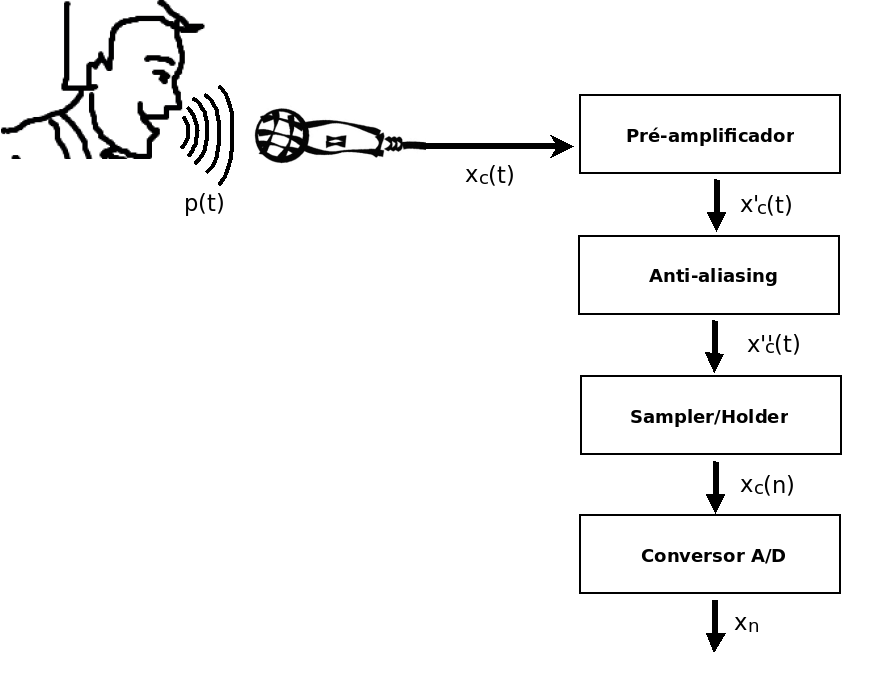 p(t)
xc(t)
Pré-amplificador
x'c(t)
Anti-aliasing
x''c(t)
Sampler/Holder
xc(n)
Conversor A/D
xn